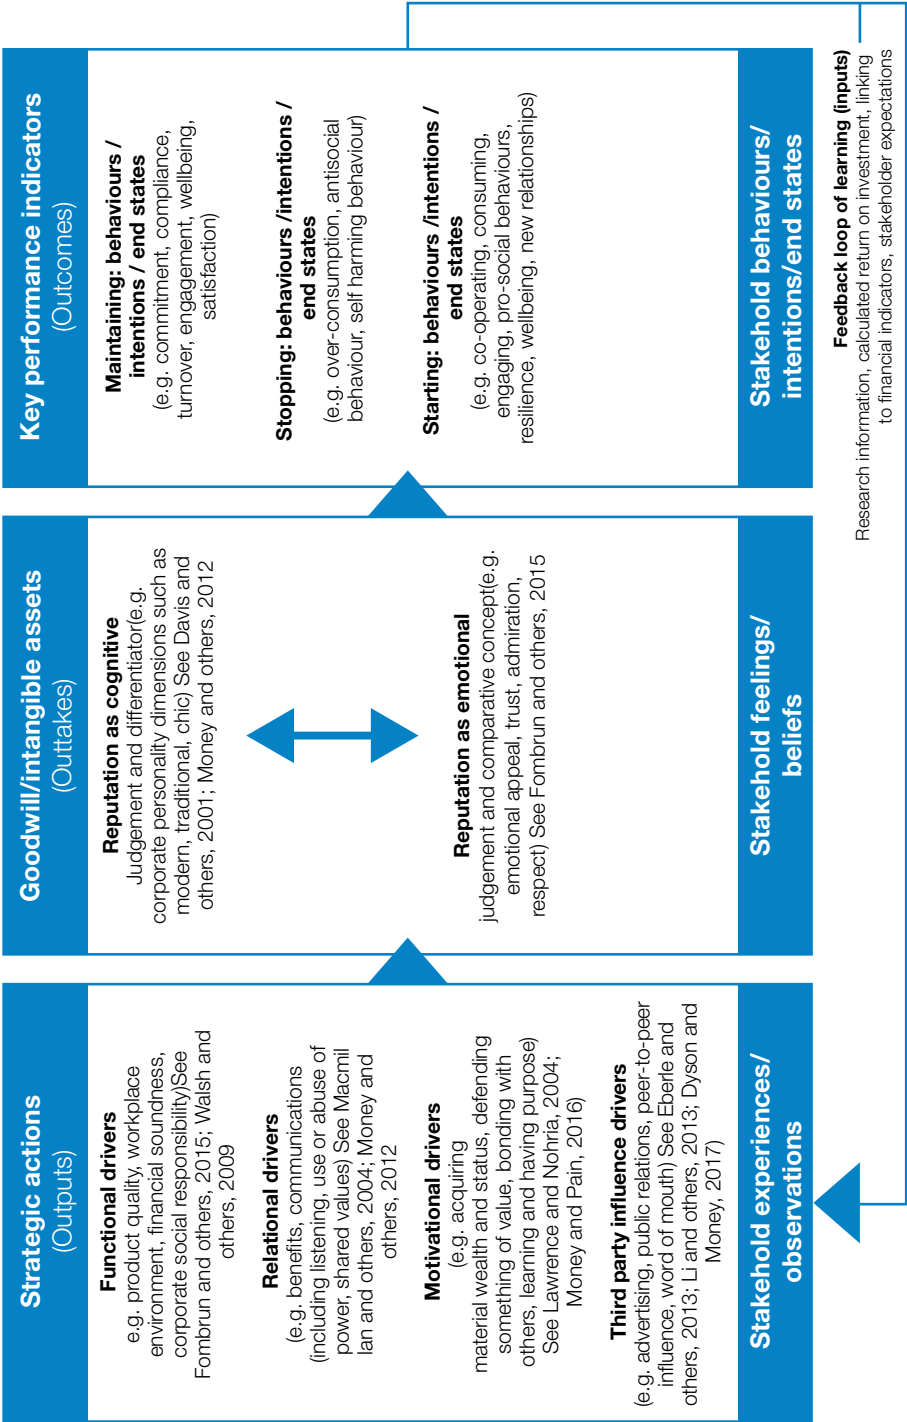 Strategic actions
(Outputs)
Functional drivers
e.g. product quality, workplace
environment, financial soundness,
corporate social responsibility)See
Fombrun and others, 2015; Walsh and
others, 2009
Relational drivers
(e.g. benefits, communications
(including listening, use or abuse of
power, shared values) See Macmil
lan and others, 2004; Money and
others, 2012
Motivational drivers
(e.g. acquiring
material wealth and status, defending
something of value, bonding with
others, learning and having purpose)
See Lawrence and Nohria, 2004;
Money and Pain, 2016)
Third party influence drivers
(e.g. advertising, public relations, peer-to-peer
influence, word of mouth) See Eberle and
others, 2013; Li and others, 2013; Dyson and
Money, 2017)
Stakehold experiences/
observations
Goodwill/intangible assets
(Outtakes)
Reputation as cognitive
Judgement and differentiator(e.g.
corporate personality dimensions such as
modern, traditional, chic) See Davis and
others, 2001; Money and others, 2012
Reputation as emotional
judgement and comparative concept(e.g.
emotional appeal, trust, admiration,
respect) See Fombrun and others, 2015
Stakehold feelings/
beliefs
Key performance indicators
(Outcomes)
Maintaining: behaviours /
intentions / end states
(e.g. commitment, compliance,
turnover, engagement, wellbeing,
satisfaction)
Stopping: behaviours /intentions /
end states
(e.g. over-consumption, antisocial
behaviour, self harming behaviour)
Starting: behaviours /intentions /
end states
(e.g. co-operating, consuming,
engaging, pro-social behaviours,
resilience, wellbeing, new relationships)
Stakehold behaviours/
intentions/end states
Feedback loop of learning (inputs)
Research information, calculated return on investment, linking
to financial indicators, stakeholder expectations